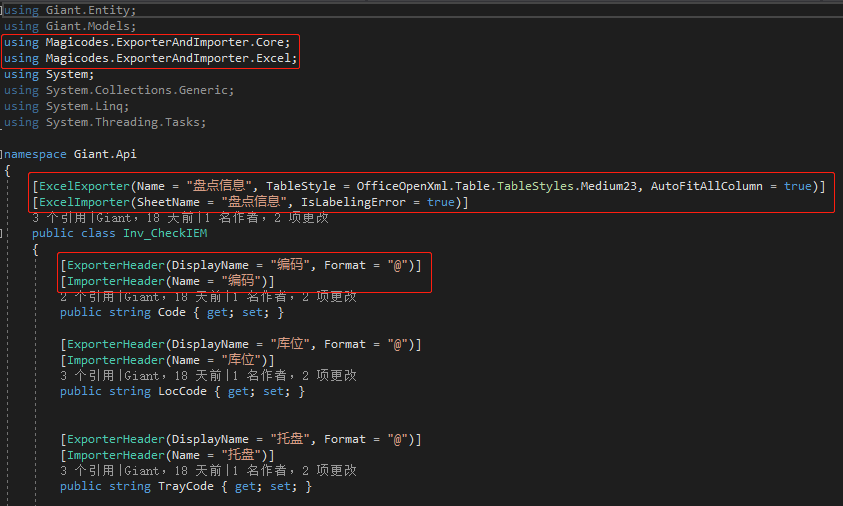 using Giant.Entity;
using Giant.Models;
using Magicodes.ExporterAndImporter.Core;
using Magicodes.ExporterAndImporter.Excel;
using System;
using System.Collections.Generic;
using System.Linq;
using System.Threading.Tasks;
namespace Giant.Api
{
[ExcelExporter(Name = "盘点信息", TableStyle = OfficeOpenXml.Table.TableStyles.Medium23, AutoFitAllColumn = true)]
[ExcelImporter(SheetName = "盘点信息", IsLabelingError = true)]
3 个引用|Giant，18 天前|1 名作者，2 项更改
public class Inv_CheckIEM
{
[ExporterHeader(DisplayName = "编码", Format = "@")]
[ImporterHeader(Name = "编码")]
2 个引用|Giant，18 天前|1 名作者，2 项更改
public string Code { get; set; }
[ExporterHeader(DisplayName = "库位", Format = "@")]
[ImporterHeader(Name = "库位")]
3 个引用|Giant，18 天前|1 名作者，2 项更改
public string LocCode { get; set; }
[ExporterHeader(DisplayName = "托盘", Format = "@")]
[ImporterHeader(Name = "托盘")]
3 个引用|Giant，18 天前|1 名作者，2 项更改
public string TrayCode { get; set; }